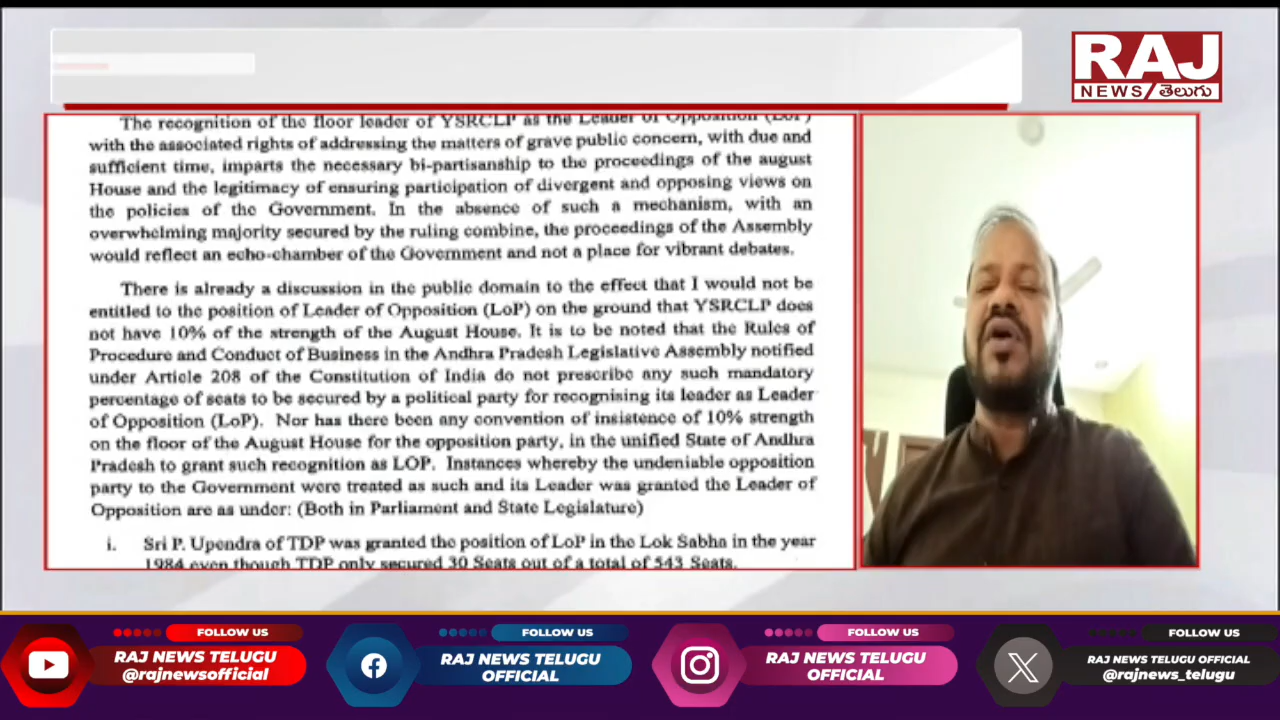 RAJ
NEWS తెలుగు
The recognition of the floor leader of YSRCLP as the Leader of Opposition (LoP)
with the associated rights of addressing the matters of grave public concern, with due and
sufficient time, imparts the necessary bi-partisanship to the proceedings of the august
House and the legitimacy of ensuring participation of divergent and opposing views on
the policies of the Government. In the absence of such a mechanism, with an
overwhelming majority secured by the ruling combine, the proceedings of the Assembly
would reflect an echo-chamber of the Government and not a place for vibrant debates.
There is already a discussion in the public domain to the effect that I would not be
entitled to the position of Leader of Opposition (LoP) on the ground that YSRCLP does
not have 10% of the strength of the August House. It is to be noted that the Rules of
Procedure and Conduct of Business in the Andhra Pradesh Legislative Assembly notified
under Article 208 of the Constitution of India do not prescribe any such mandatory
percentage of seats to be secured by a political party for recognising its leader as Leader
of Opposition (LoP). Nor has there been any convention of insistence of 10% strength
on the floor of the August House for the opposition party, in the unified State of Andhra
Pradesh to grant such recognition as LOP. Instances whereby the undeniable opposition
party to the Government were treated as such and its Leader was granted the Leader of
Opposition are as under: (Both in Parliament and State Legislature)
i. Sri P. Upendra of TDP was granted the position of LoP in the Lok Sabha in the year
1984 even though TDP only secured 30 Seats out of a total of 543 Seats.
FOLLOW US
RAJ NEWS TELUGU
@rajnewsofficial
FOLLOW US
RAJ NEWS TELUGU
OFFICIAL
FOLLOW US
RAJ NEWS TELUGU
OFFICIAL
FOLLOW US
RAJ NEWS TELUGU OFFICIAL
@rajnews_telugu